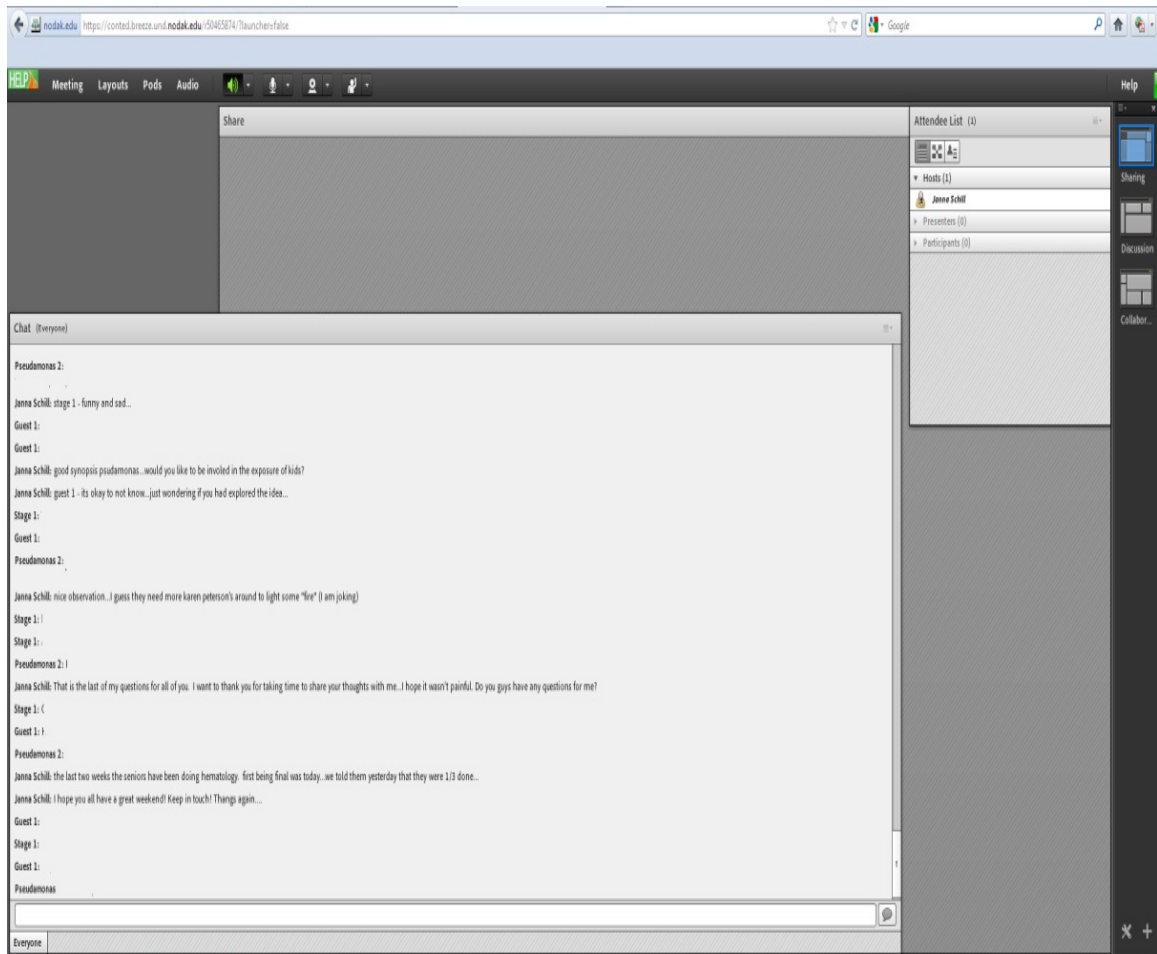 nodak.edu https://conted.breeze.und.nodak.edu/r50465874/?launcher=false Google
HELP Meeting Layouts Pods Audio Help
Share
Attendee List (1)
Hosts (1)
Janna Schill
Presenters (0)
Participants (0)
Sharing
Discussion
Collabor...
Chat (Everyone)
Pseudamonas 2:
Janna Schill: stage 1 - funny and sad...
Guest 1:
Guest 1:
Janna Schill: good synopsis psudamonas...would you like to be involed in the exposure of kids?
Janna Schill: guest 1 - its okay to not know...just wondering if you had explored the idea...
Stage 1:
Guest 1:
Pseudamonas 2:
Janna Schill: nice observation...I guess they need more karen peterson's around to light some "fire" (I am joking)
Stage 1:
Stage 1:
Pseudamonas 2:
Janna Schill: That is the last of my questions for all of you. I want to thank you for taking time to share your thoughts with me...I hope it wasn't painful. Do you guys have any questions for me?
Stage 1:
Guest 1:
Pseudamonas 2:
Janna Schill: the last two weeks the seniors have been doing hematology. first being final was today...we told them yesterday that they were 1/3 done...
Janna Schill: I hope you all have a great weekend! Keep in touch! Thangs again....
Guest 1:
Stage 1:
Guest 1:
Pseudamonas
Everyone